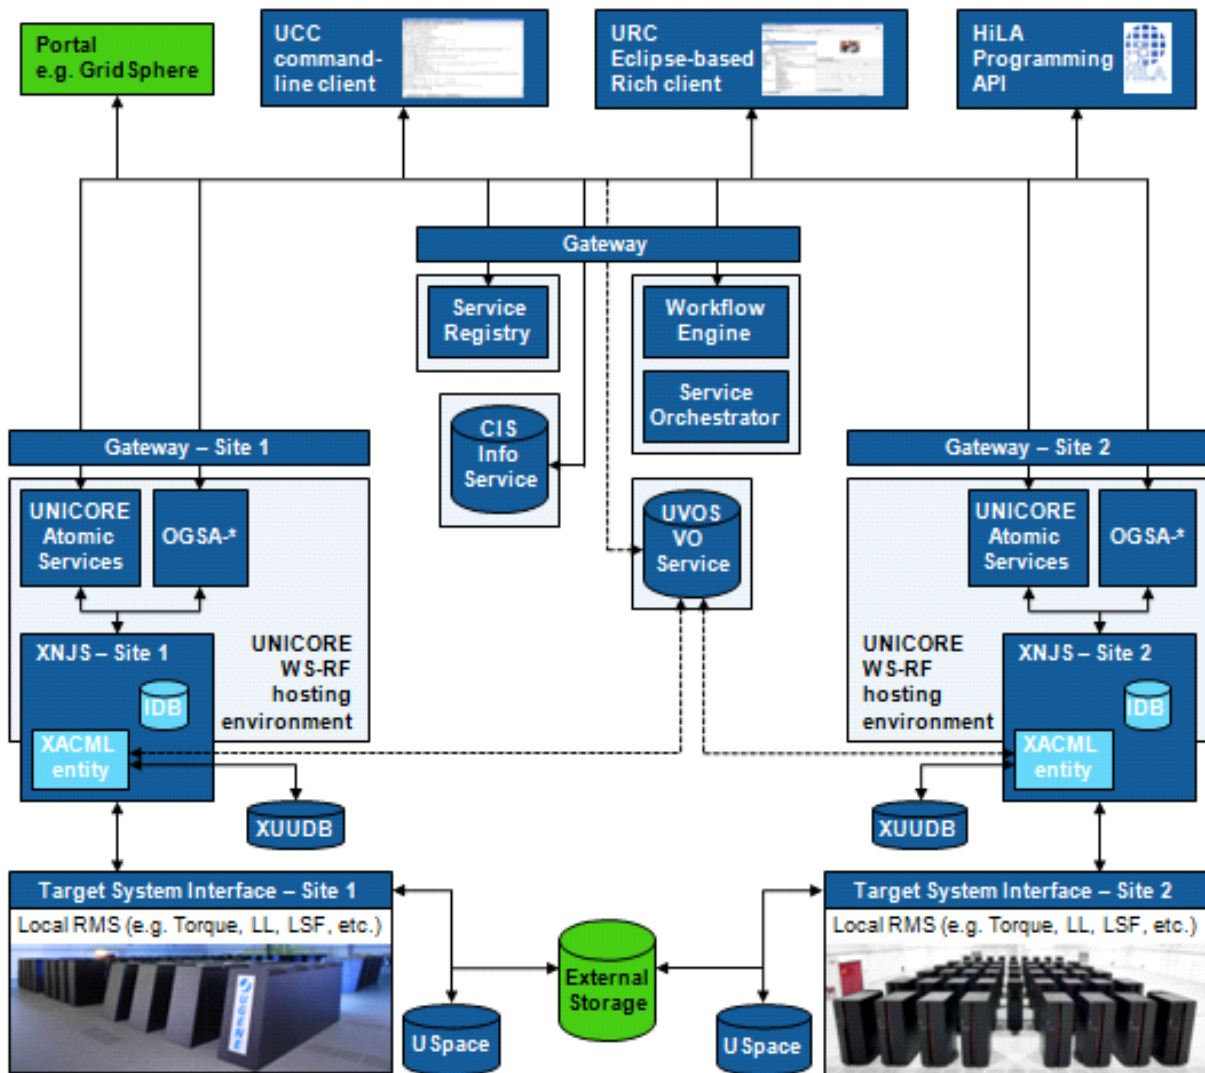 Portal
e.g. GridSphere
UCC
command-
line client
URC
Eclipse-based
Rich client
HiLA
Programming
API
HiLA
Gateway
Service
Registry
Workflow
Engine
Service
Orchestrator
CIS
Info
Service
Gateway – Site 1
Gateway – Site 2
UNICORE
Atomic
Services
OGSA-*
UVOS
VO
Service
UNICORE
Atomic
Services
OGSA-*
XNJS – Site 1
IDB
XACML
entity
UNICORE
WS-RF
hosting
environment
UNICORE
WS-RF
hosting
environment
XNJS – Site 2
IDB
XACML
entity
XUUDB
XUUDB
Target System Interface – Site 1
Local RMS (e.g. Torque, LL, LSF, etc.)
Target System Interface – Site 2
Local RMS (e.g. Torque, LL, LSF, etc.)
External
Storage
USpace
USpace